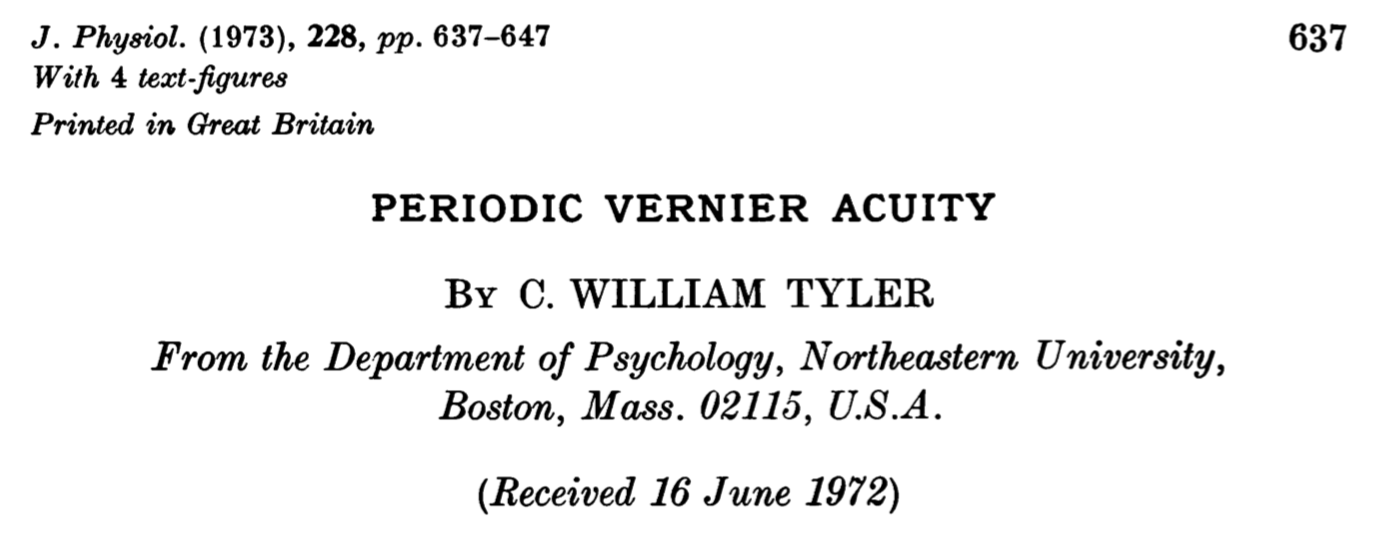 J. Physiol. (1973), 228, pp. 637–647 637
With 4 text-figures
Printed in Great Britain
PERIODIC VERNIER ACUITY
By C. WILLIAM TYLER
From the Department of Psychology, Northeastern University,
Boston, Mass. 02115, U.S.A.
(Received 16 June 1972)